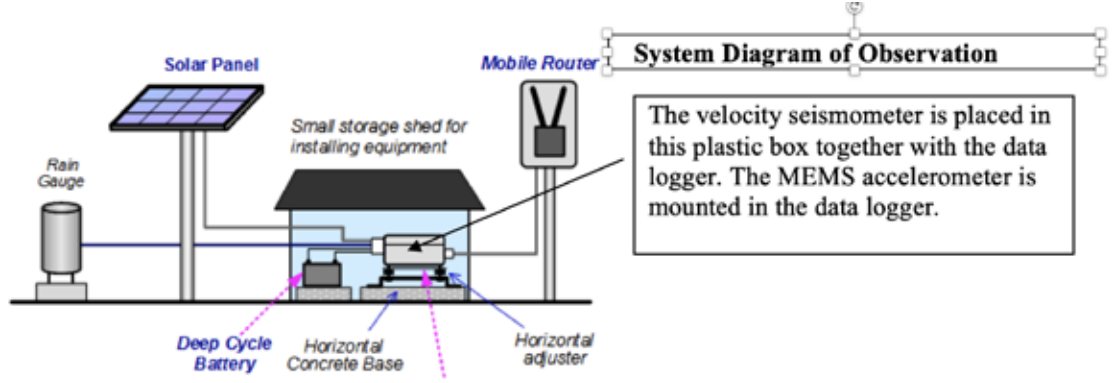 System Diagram of Observation
Solar Panel
Mobile Router
The velocity seismometer is placed in
this plastic box together with the data
logger. The MEMS accelerometer is
mounted in the data logger.
Small storage shed for
installing equipment
Rain
Gauge
Deep Cycle
Battery
Horizontal
Concrete Base
Horizontal
adjuster